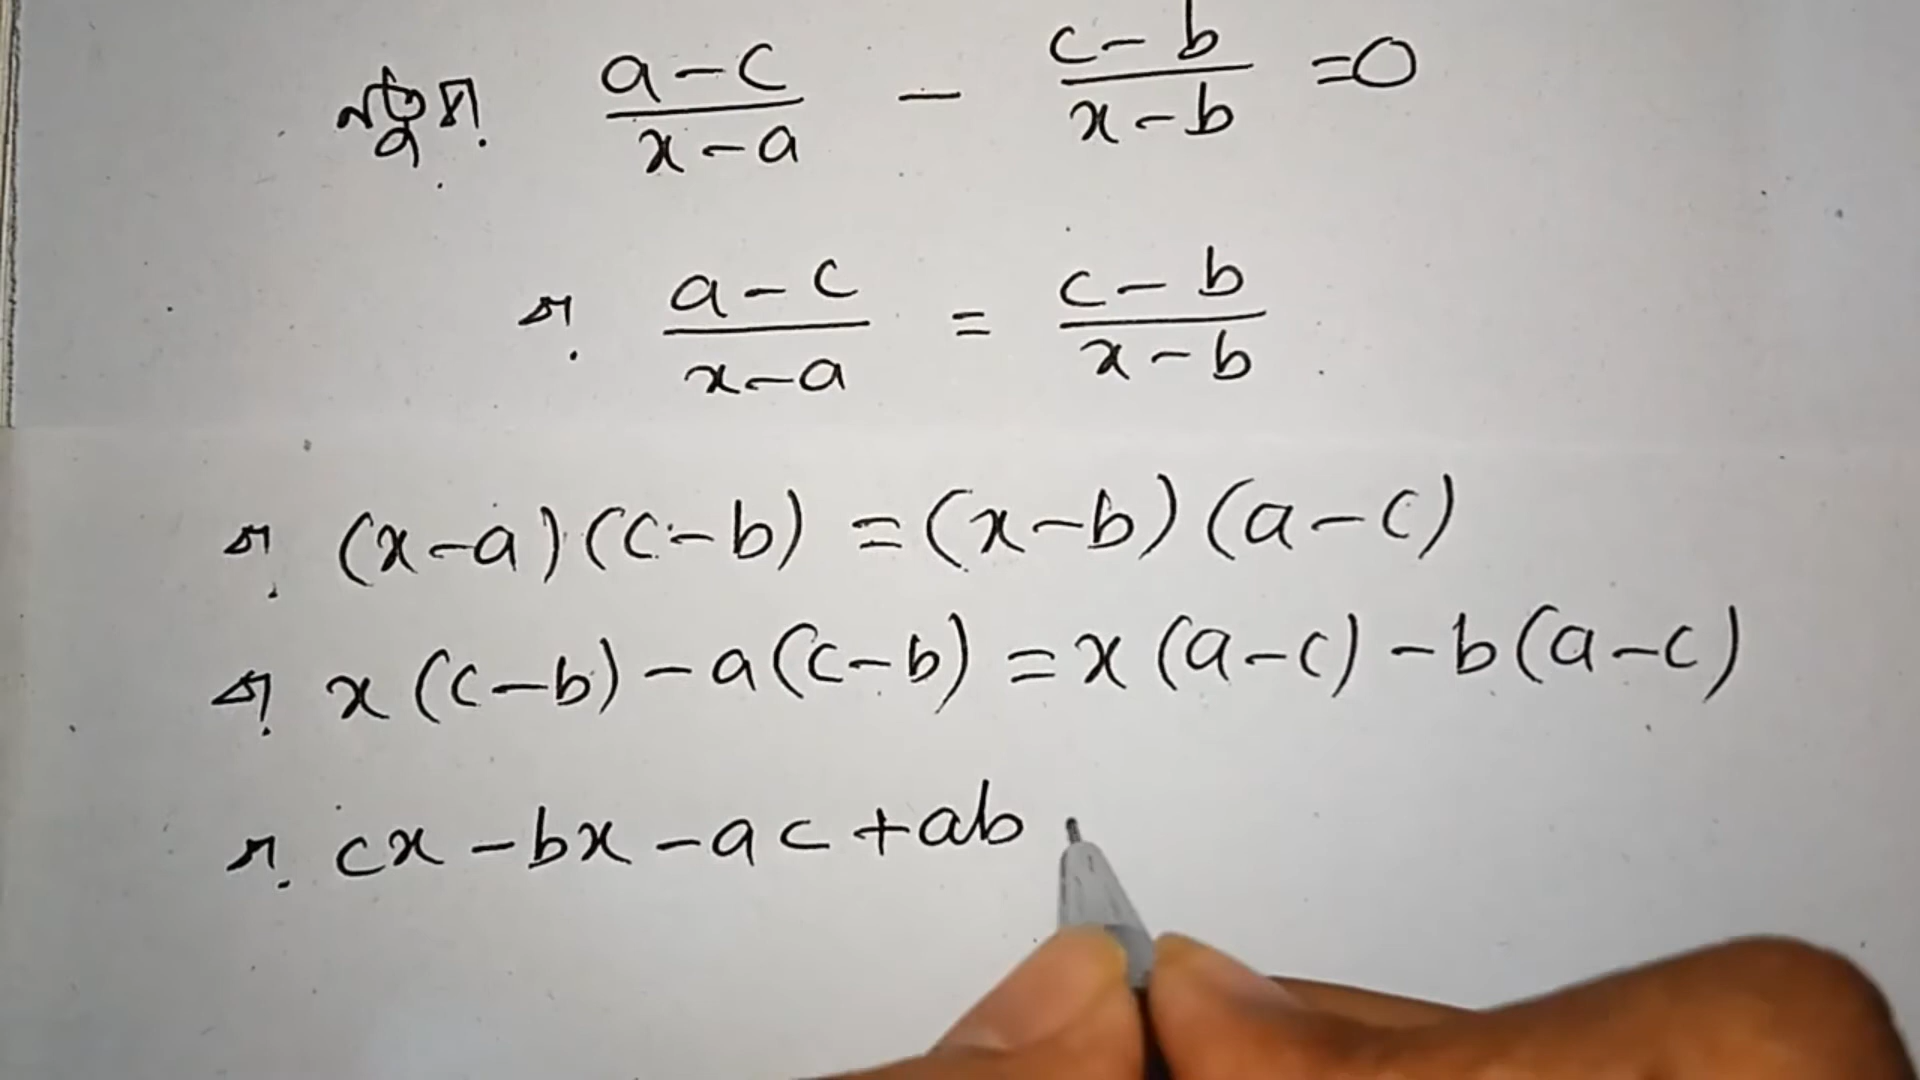 (a-c)/(x-a) - (c-b)/(x-b) =0
বা, (a-c)/(x-a) = (c-b)/(x-b)
বা, (x-a)(c-b) = (x-b)(a-c)
বা, x(c-b)-a(c-b) = x(a-c)-b(a-c)
বা, cx-bx-ac+ab